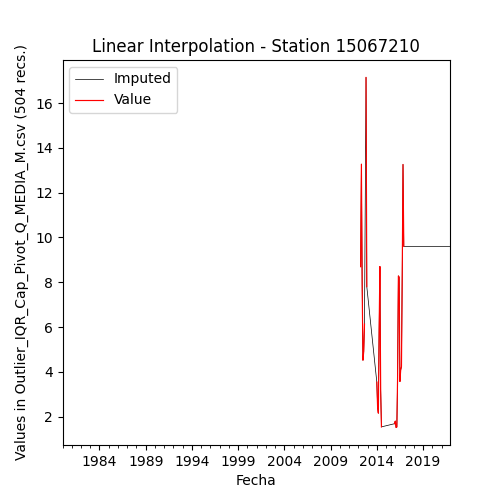 Linear Interpolation - Station 15067210
Values in Outlier_IQR_Cap_Pivot_Q_MEDIA_M.csv (504 recs.)
Imputed
Value
16
14
12
10
8
6
4
2
1984 1989 1994 1999 2004 2009 2014 2019
Fecha